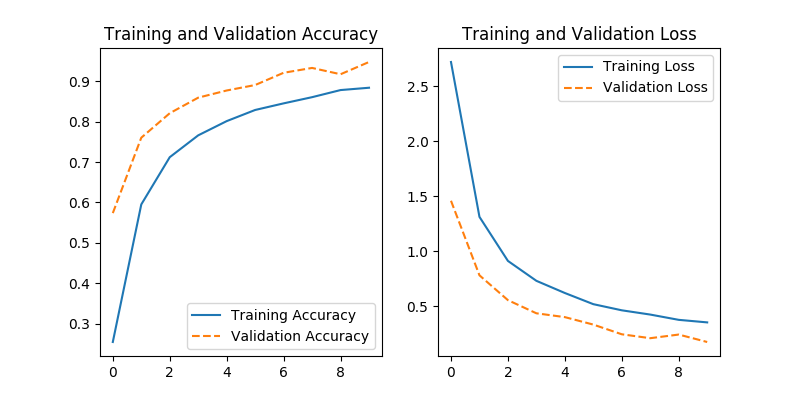 Training and Validation Accuracy
0.9
0.8
0.7
0.6
0.5
0.4
0.3
0 2 4 6 8
Training Accuracy
Validation Accuracy
Training and Validation Loss
2.5
2.0
1.5
1.0
0.5
0 2 4 6 8
Training Loss
Validation Loss